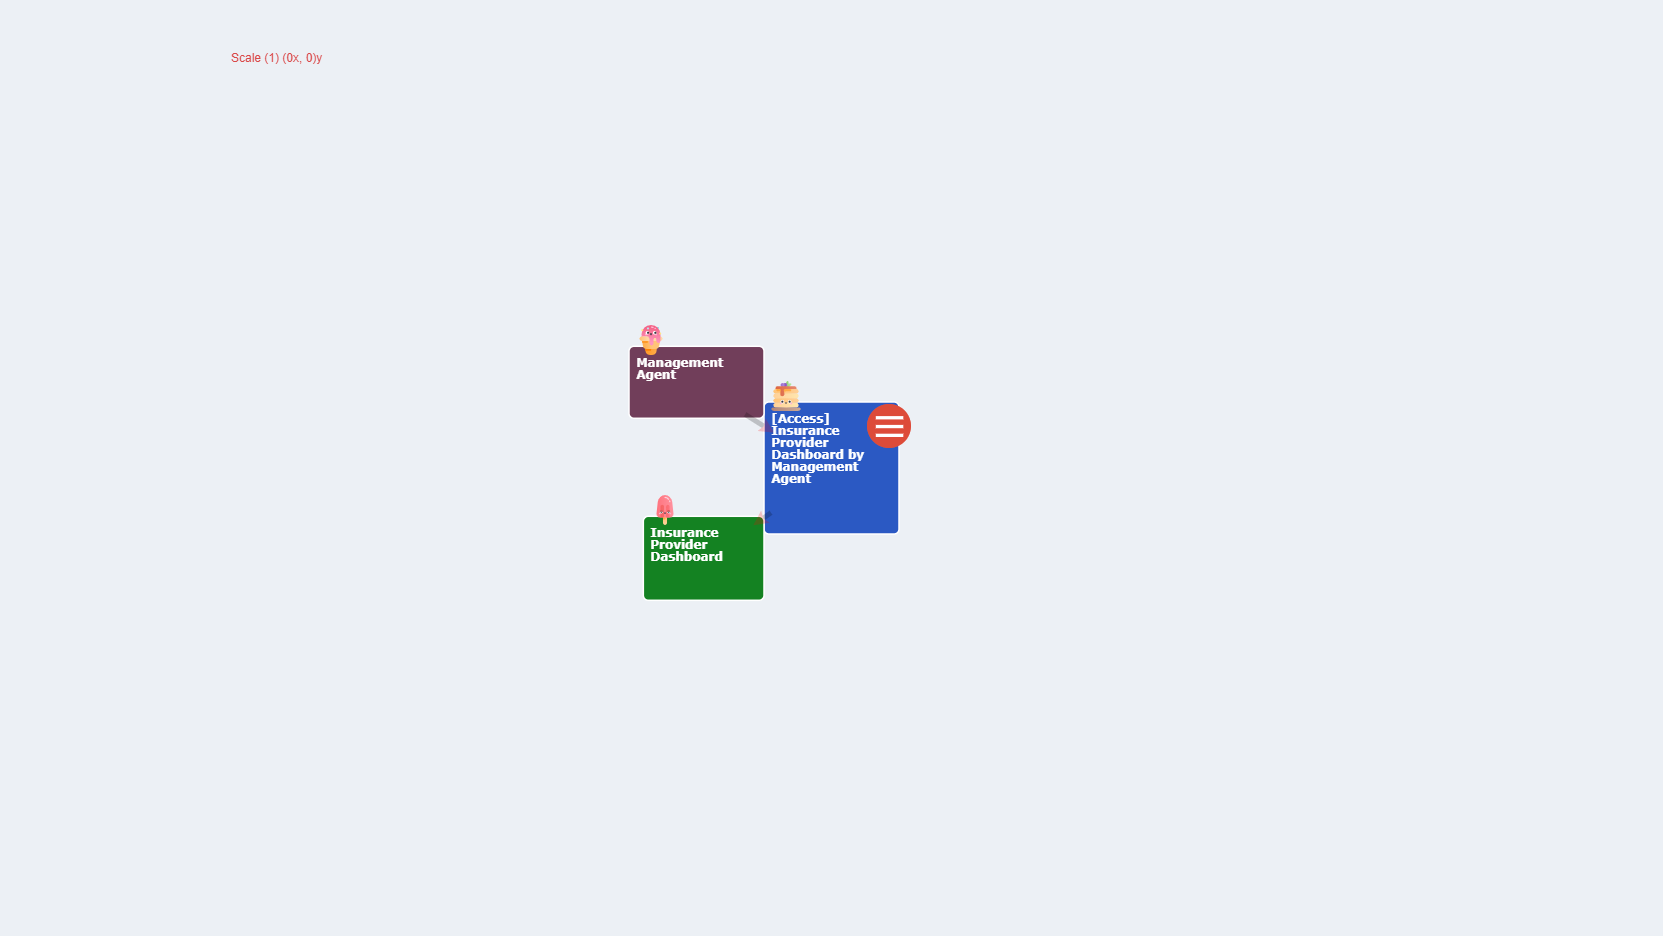 Scale (1) (0x, 0)y
Management
Agent
[Access]
Insurance
Provider
Dashboard by
Management
Agent
Insurance
Provider
Dashboard